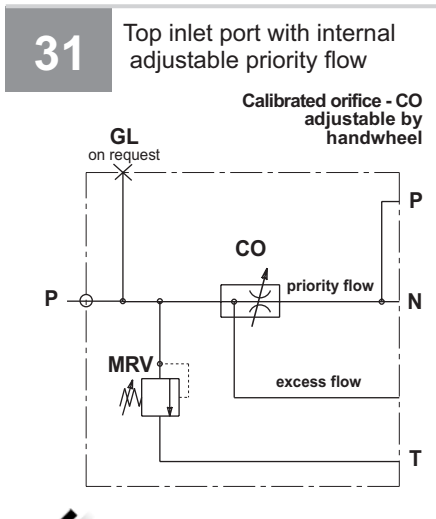 31
Top inlet port with internal
adjustable priority flow
Calibrated orifice - CO
adjustable by
handwheel
GL
on request
P
CO
priority flow
P
N
MRV
excess flow
T